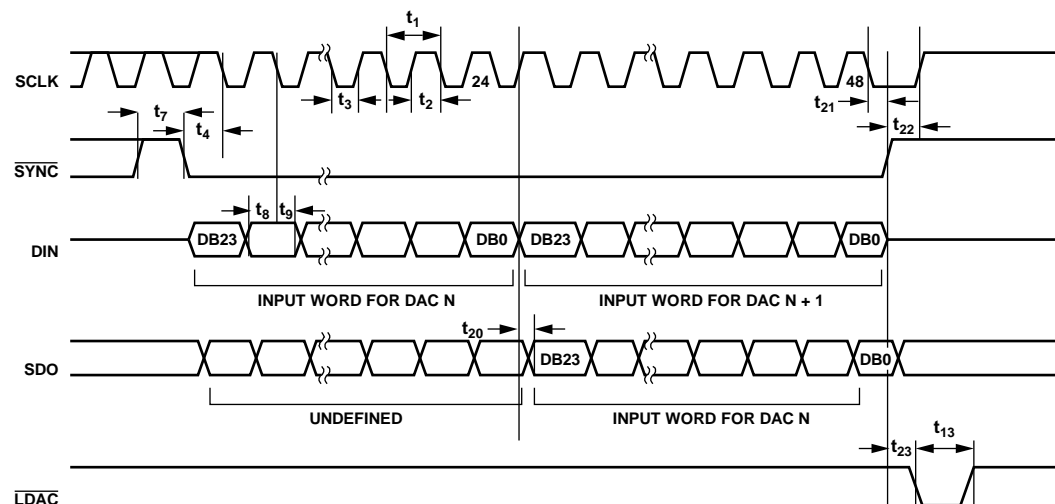 t1
SCLK
24
48
t3
t2
t21
t22
t7
t4
SYNC
t8
t9
DIN
DB23
DB0
DB23
DB0
INPUT WORD FOR DAC N
INPUT WORD FOR DAC N + 1
t20
SDO
DB23
DB0
UNDEFINED
INPUT WORD FOR DAC N
t23
t13
LDAC